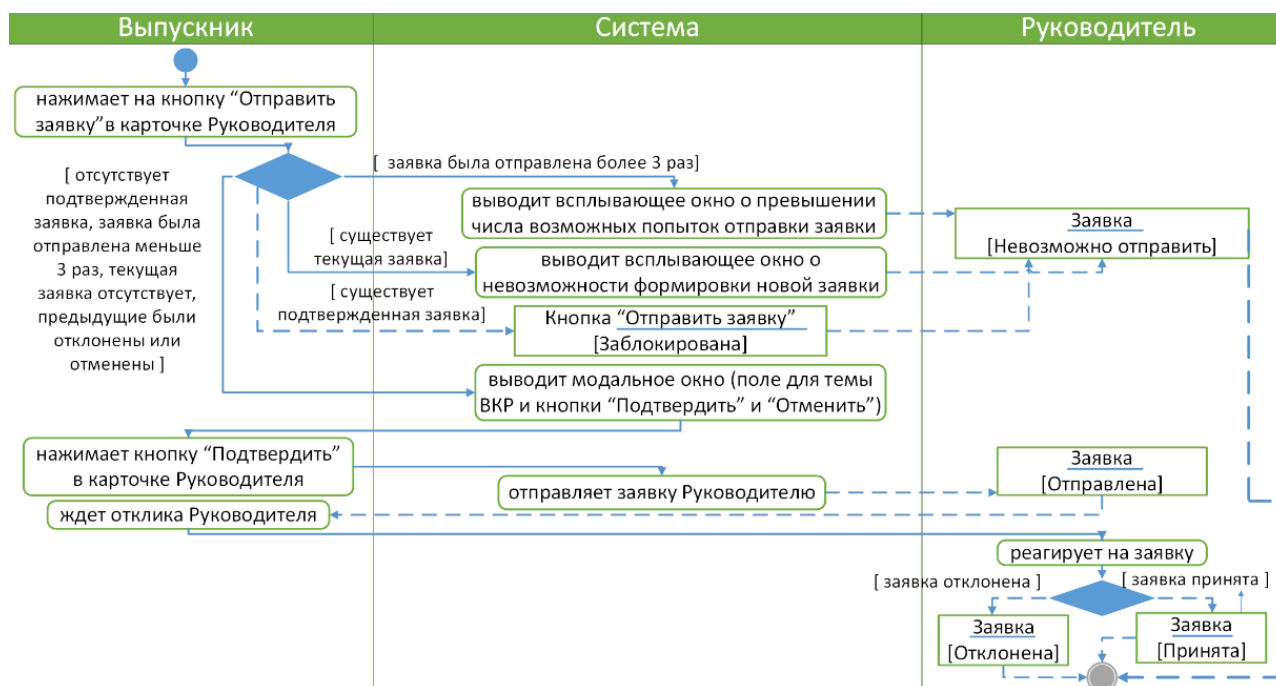 Выпускник
Система
Руководитель
нажимает на кнопку “Отправить
заявку”в карточке Руководителя
[ отсутствует
подтвержденная
заявка, заявка была
отправлена меньше
3 раз, текущая
заявка отсутствует,
предыдущие были
отклонены или
отменены ]
[ заявка была отправлена более 3 раз]
выводит всплывающее окно о превышении
числа возможных попыток отправки заявки
Заявка
[Невозможно отправить]
[ существует
текущая заявка]
выводит всплывающее окно о
невозможности формировки новой заявки
[ существует
подтвержденная заявка]
Кнопка “Отправить заявку”
[Заблокирована]
выводит модальное окно (поле для темы
ВКР и кнопки “Подтвердить” и “Отменить”)
нажимает кнопку “Подтвердить”
в карточке Руководителя
отправляет заявку Руководителю
Заявка
[Отправлена]
ждет отклика Руководителя
реагирует на заявку
[ заявка отклонена ]
[ заявка принята ]
Заявка
[Отклонена]
Заявка
[Принята]